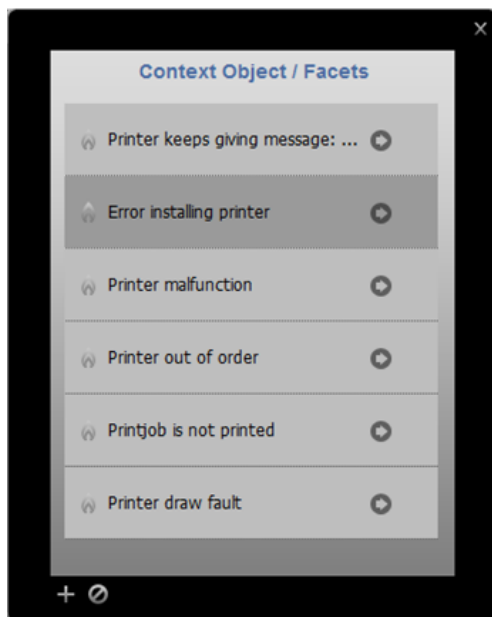 Context Object / Facets
Printer keeps giving message: ...
Error installing printer
Printer malfunction
Printer out of order
Printjob is not printed
Printer draw fault